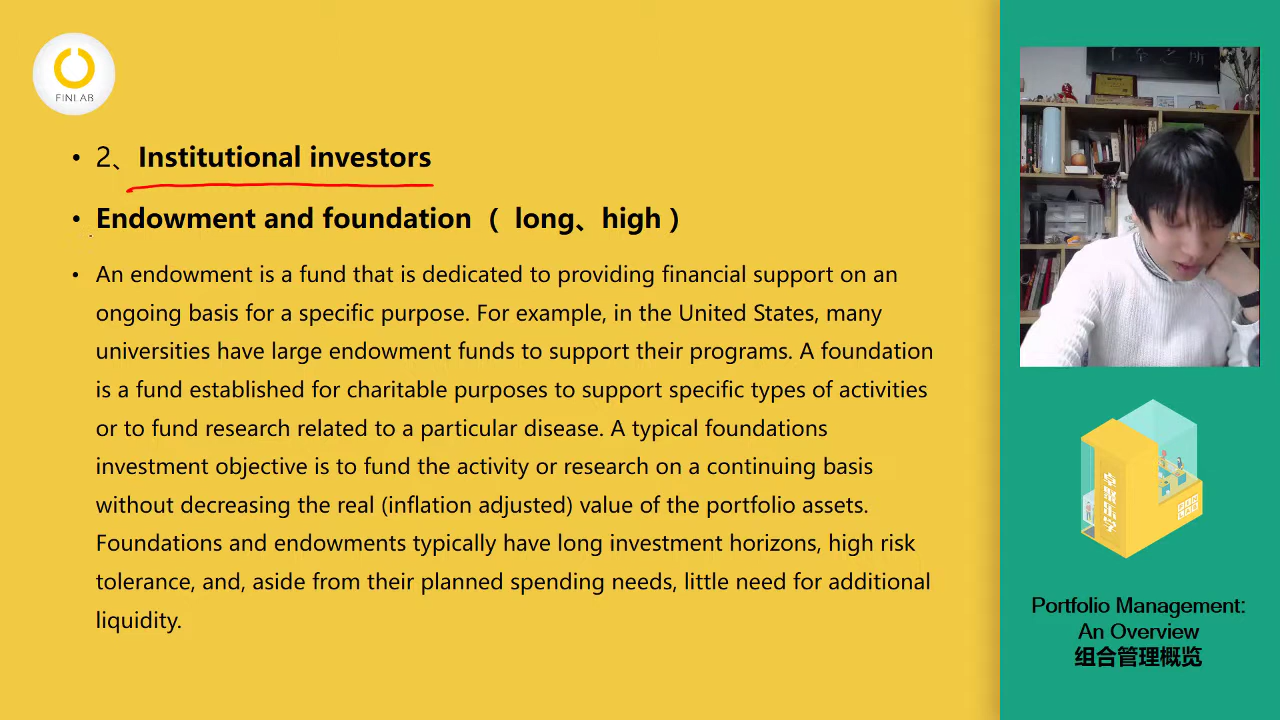 FINLAB
• 2、Institutional investors
• Endowment and foundation （ long、high ）
• An endowment is a fund that is dedicated to providing financial support on an
ongoing basis for a specific purpose. For example, in the United States, many
universities have large endowment funds to support their programs. A foundation
is a fund established for charitable purposes to support specific types of activities
or to fund research related to a particular disease. A typical foundations
investment objective is to fund the activity or research on a continuing basis
without decreasing the real (inflation adjusted) value of the portfolio assets.
Foundations and endowments typically have long investment horizons, high risk
tolerance, and, aside from their planned spending needs, little need for additional
liquidity.
Portfolio Management:
An Overview
组合管理概览